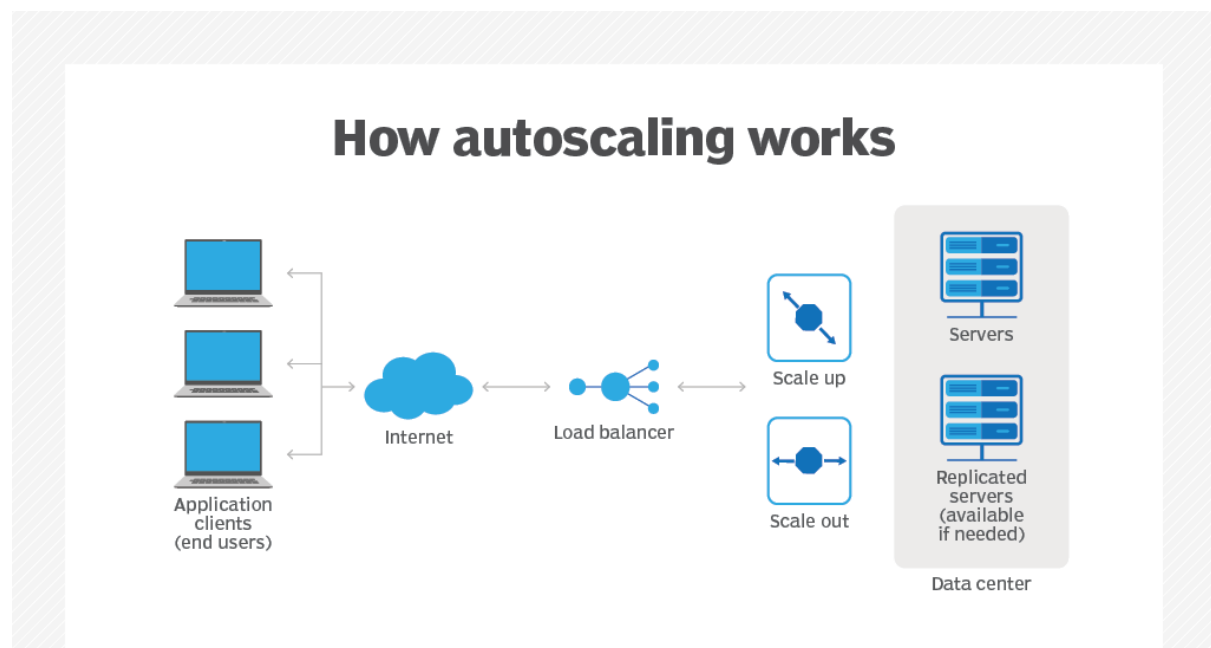 How autoscaling works
Application
clients
(end users)
Internet
Load balancer
Scale up
Scale out
Servers
Replicated
servers
(available
if needed)
Data center